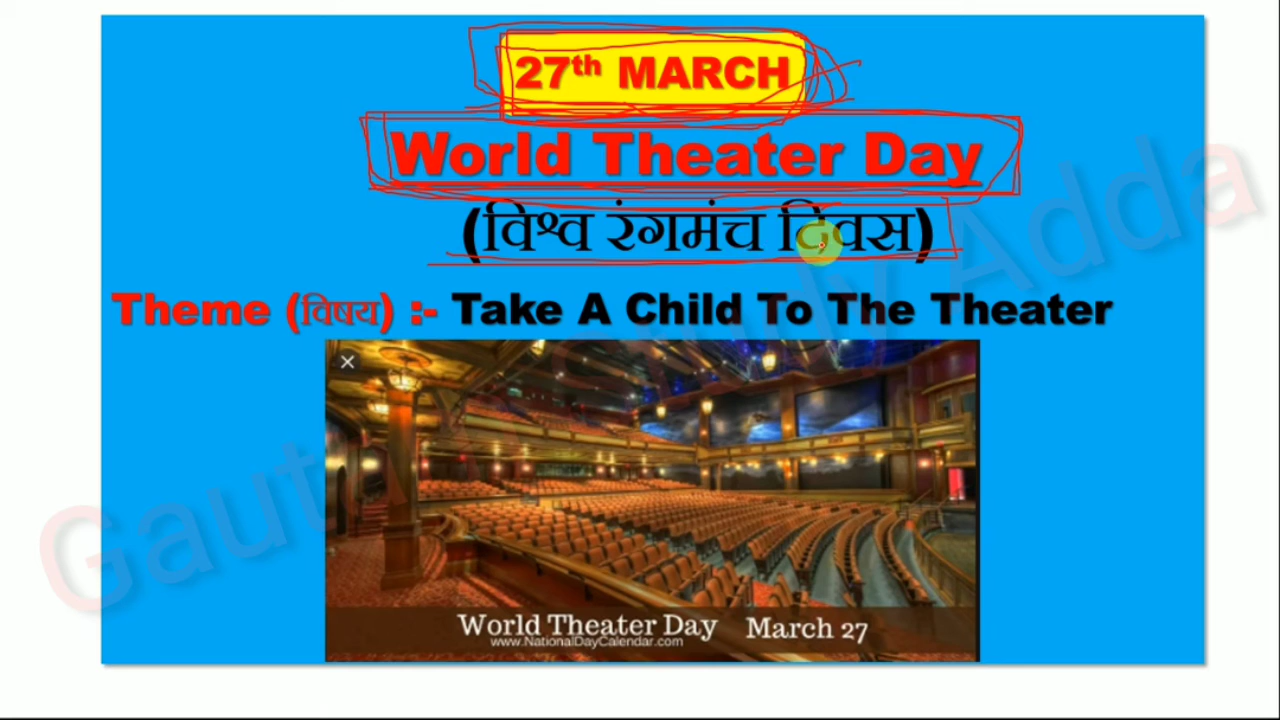 27th MARCH
World Theater Day
(विश्व रंगमंच दिवस)
Theme (विषय) :- Take A Child To The Theater
World Theater Day March 27
www.NationalDayCalendar.com